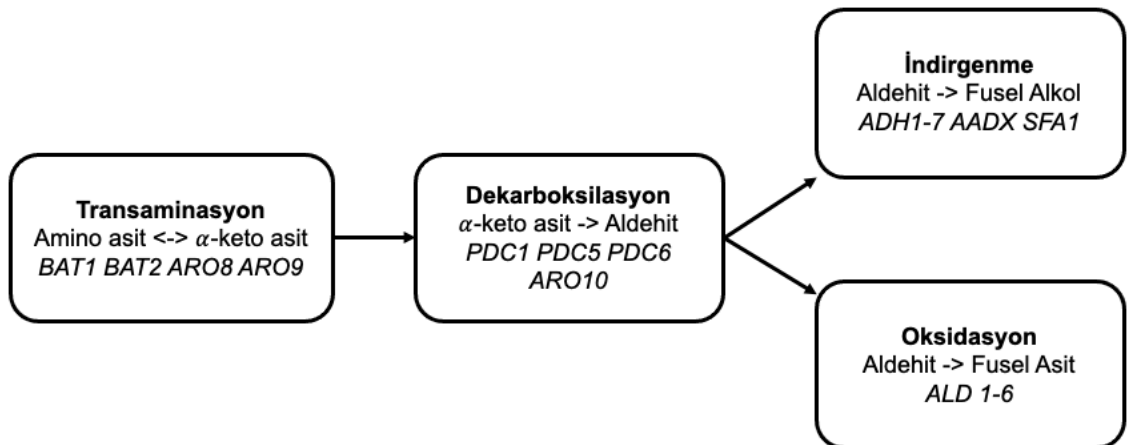 Transaminasyon
Amino asit <-> α-keto asit
BAT1 BAT2 ARO8 ARO9
Dekarboksilasyon
α-keto asit -> Aldehit
PDC1 PDC5 PDC6
ARO10
İndirgenme
Aldehit -> Fusel Alkol
ADH1-7 AADX SFA1
Oksidasyon
Aldehit -> Fusel Asit
ALD 1-6